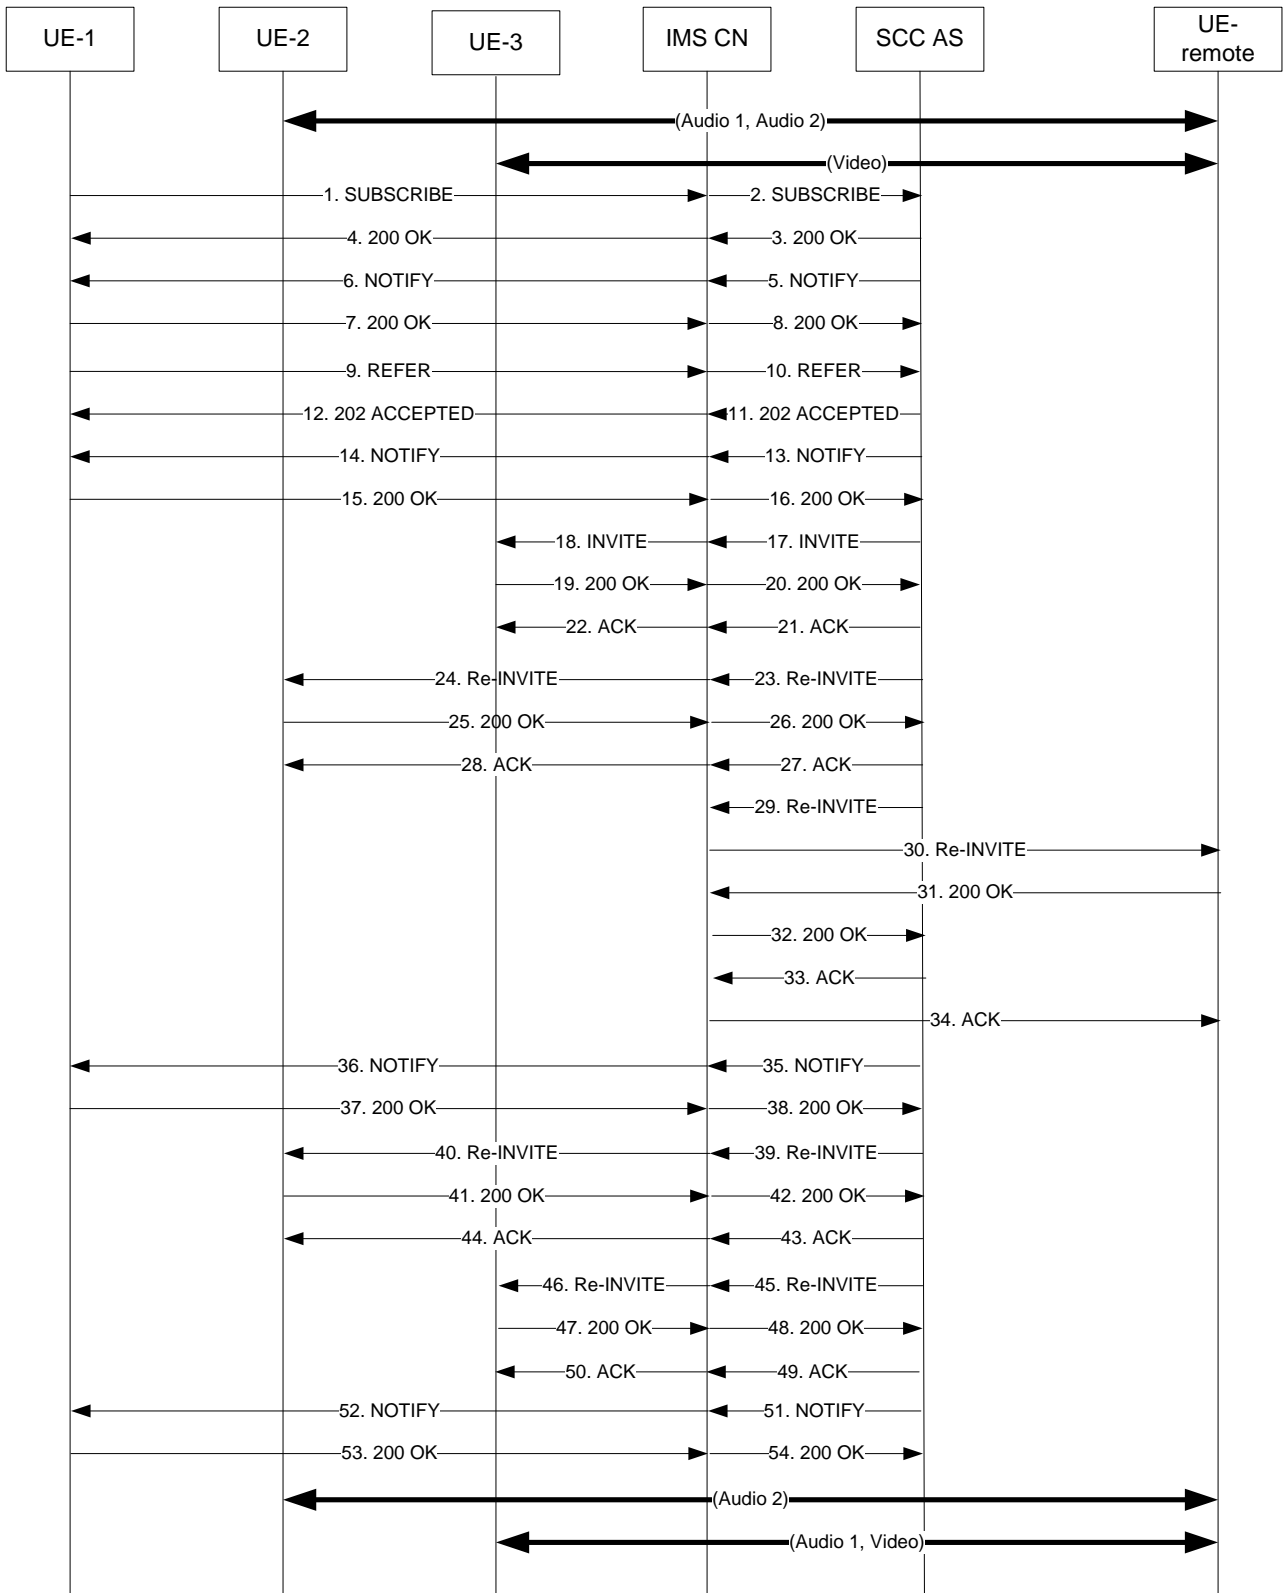 UE-1
UE-2
UE-3
IMS CN
SCC AS
UE-
remote
(Audio 1, Audio 2)
(Video)
1. SUBSCRIBE
2. SUBSCRIBE
4. 200 OK
3. 200 OK
6. NOTIFY
5. NOTIFY
7. 200 OK
8. 200 OK
9. REFER
10. REFER
12. 202 ACCEPTED
11. 202 ACCEPTED
14. NOTIFY
13. NOTIFY
15. 200 OK
16. 200 OK
18. INVITE
17. INVITE
19. 200 OK
20. 200 OK
22. ACK
21. ACK
24. Re-INVITE
23. Re-INVITE
25. 200 OK
26. 200 OK
28. ACK
27. ACK
29. Re-INVITE
30. Re-INVITE
31. 200 OK
32. 200 OK
33. ACK
34. ACK
36. NOTIFY
35. NOTIFY
37. 200 OK
38. 200 OK
40. Re-INVITE
39. Re-INVITE
41. 200 OK
42. 200 OK
44. ACK
43. ACK
46. Re-INVITE
45. Re-INVITE
47. 200 OK
48. 200 OK
50. ACK
49. ACK
52. NOTIFY
51. NOTIFY
53. 200 OK
54. 200 OK
(Audio 2)
(Audio 1, Video)